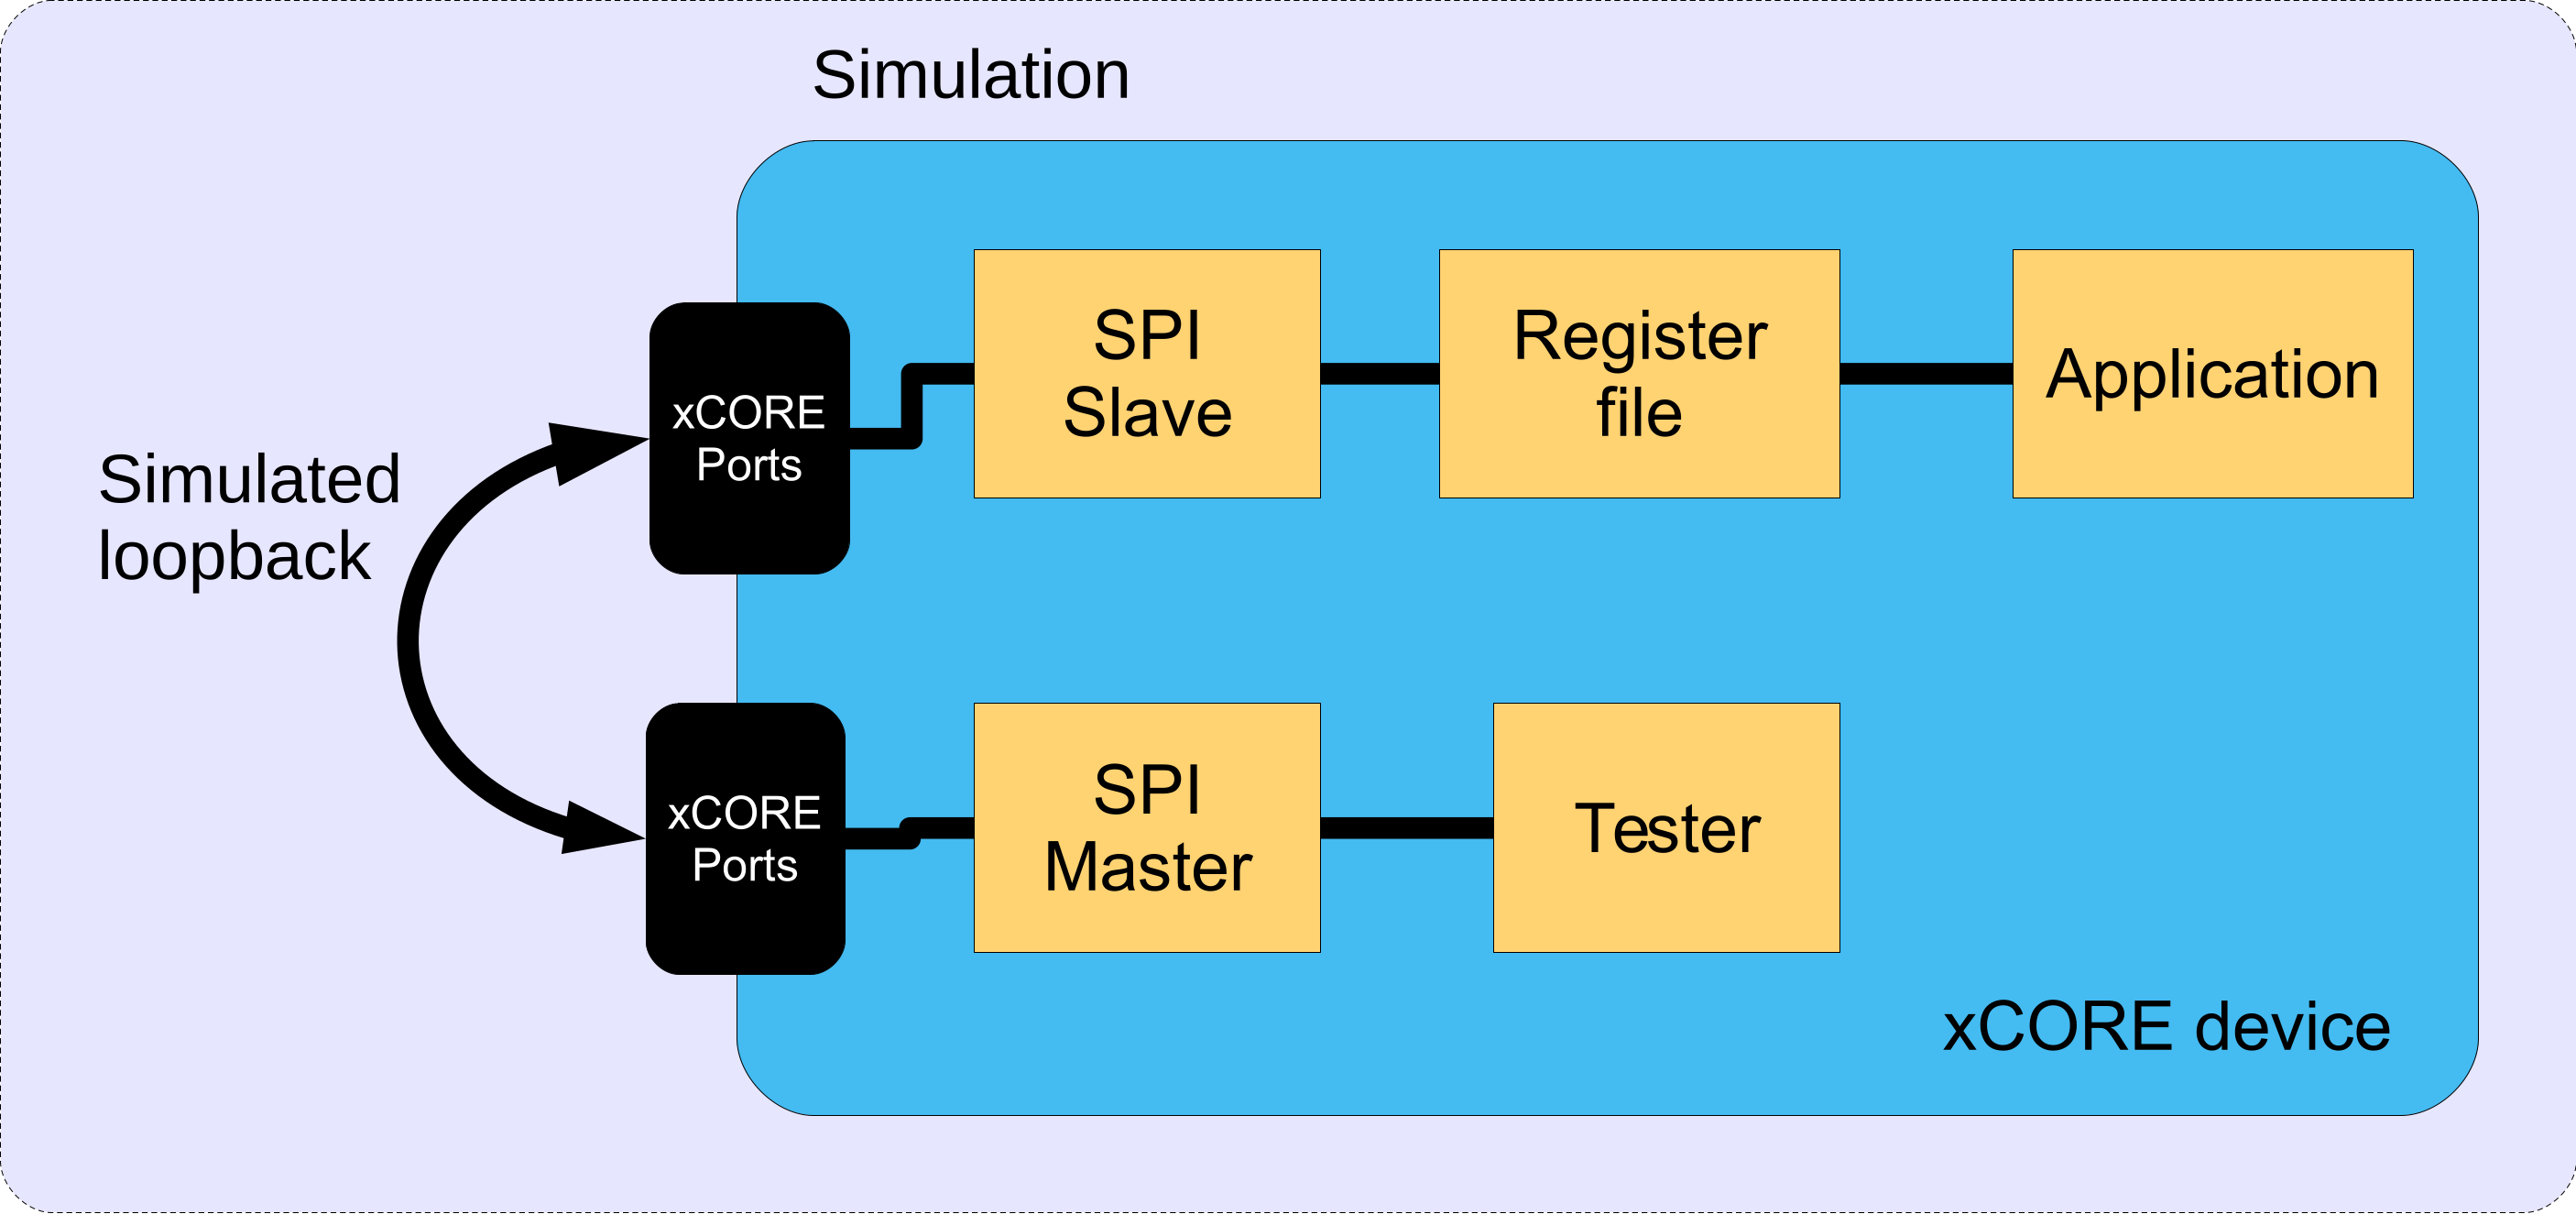 Simulation
Simulated
loopback
xCORE
Ports
SPI
Slave
Register
file
Application
xCORE
Ports
SPI
Master
Tester
xCORE device